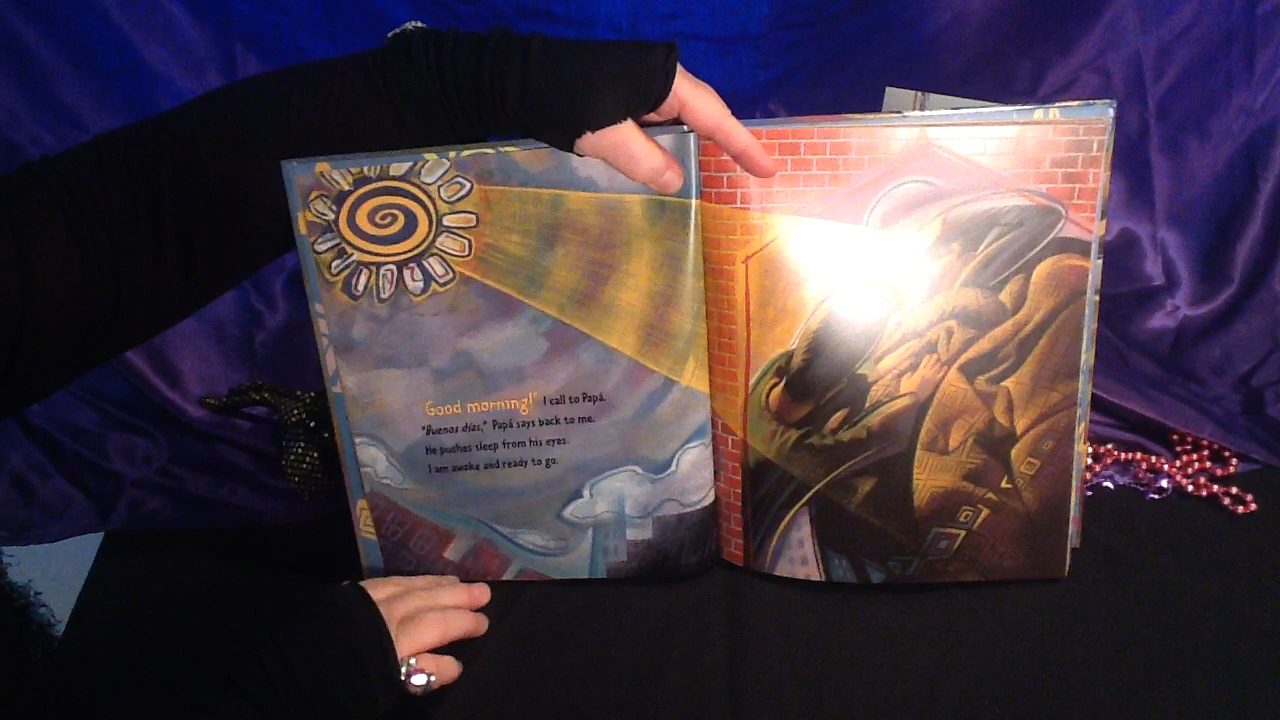 "Good morning!" I call to Papá.
"Buenos días," Papá says back to me.
He pushes sleep from his eyes.
I am awake and ready to go.